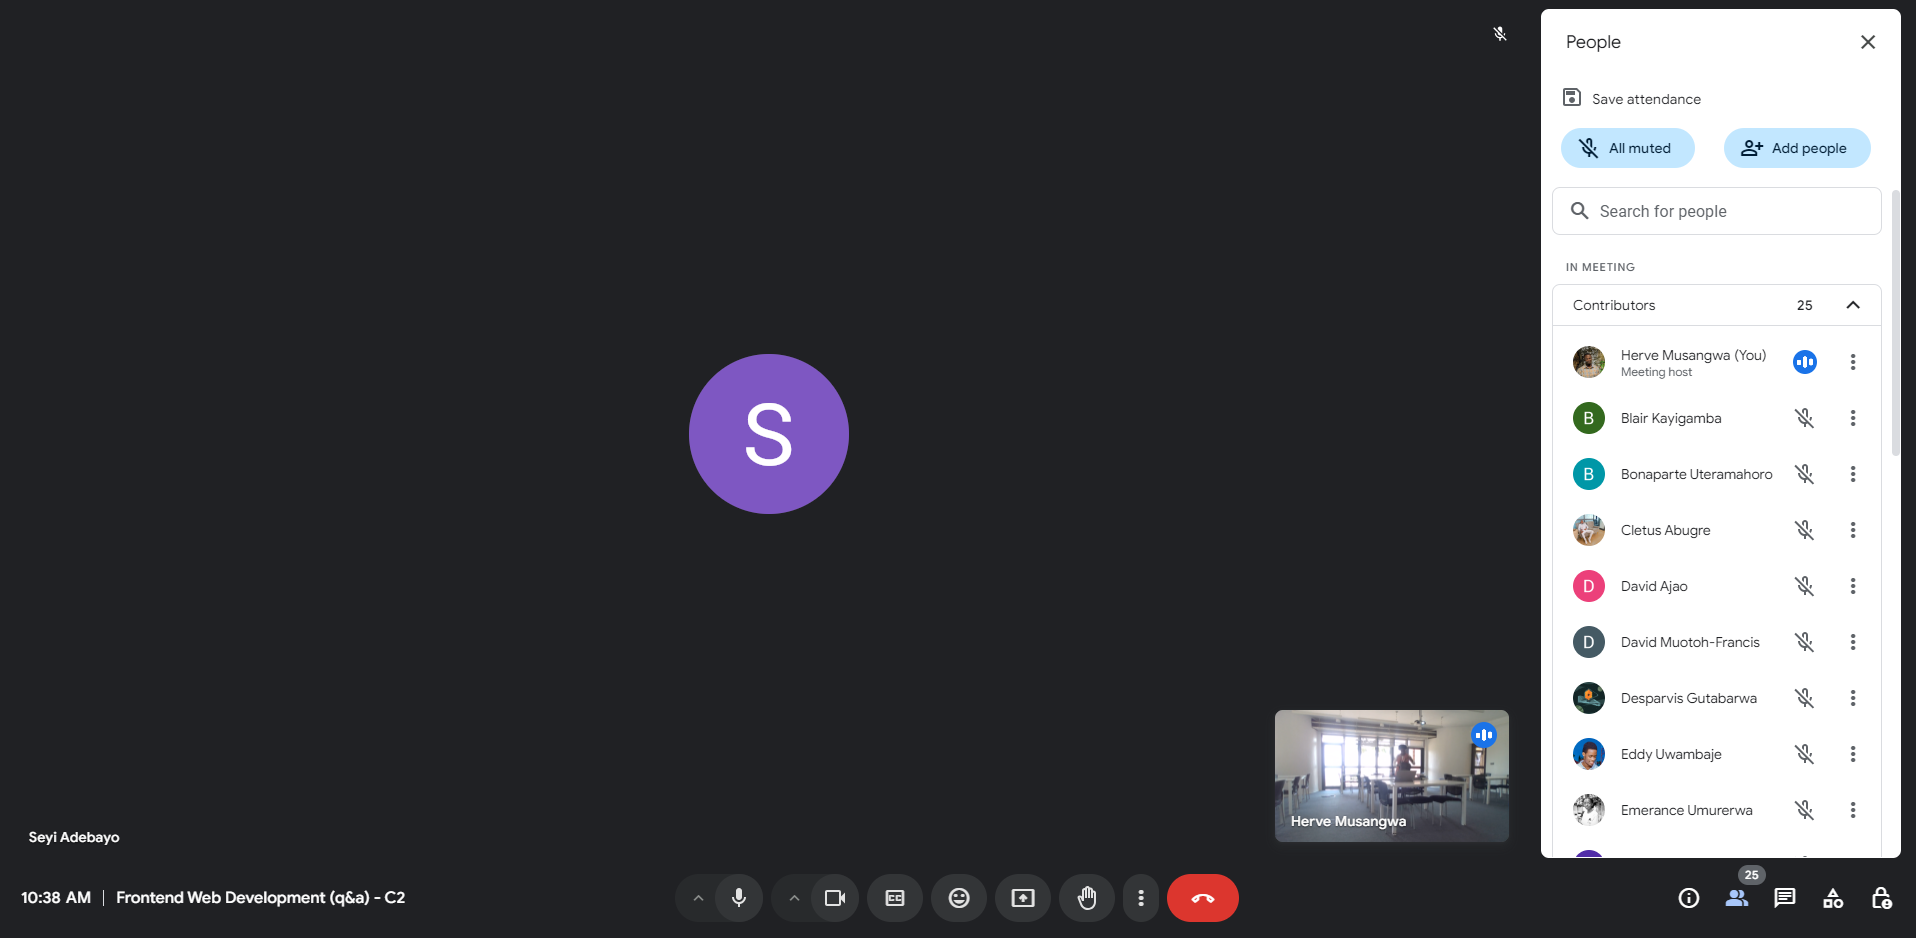 People
Save attendance
All muted
Add people
Search for people
IN MEETING
Contributors 25
Herve Musangwa (You)
Meeting host
B Blair Kayigamba
B Bonaparte Uteramahoro
Cletus Abugre
D David Ajao
D David Muotoh-Francis
Desparvis Gutabarwa
Eddy Uwambaje
Emerance Umurerwa
S
Herve Musangwa
Seyi Adebayo
10:38 AM | Frontend Web Development (q&a) - C2
CC
25